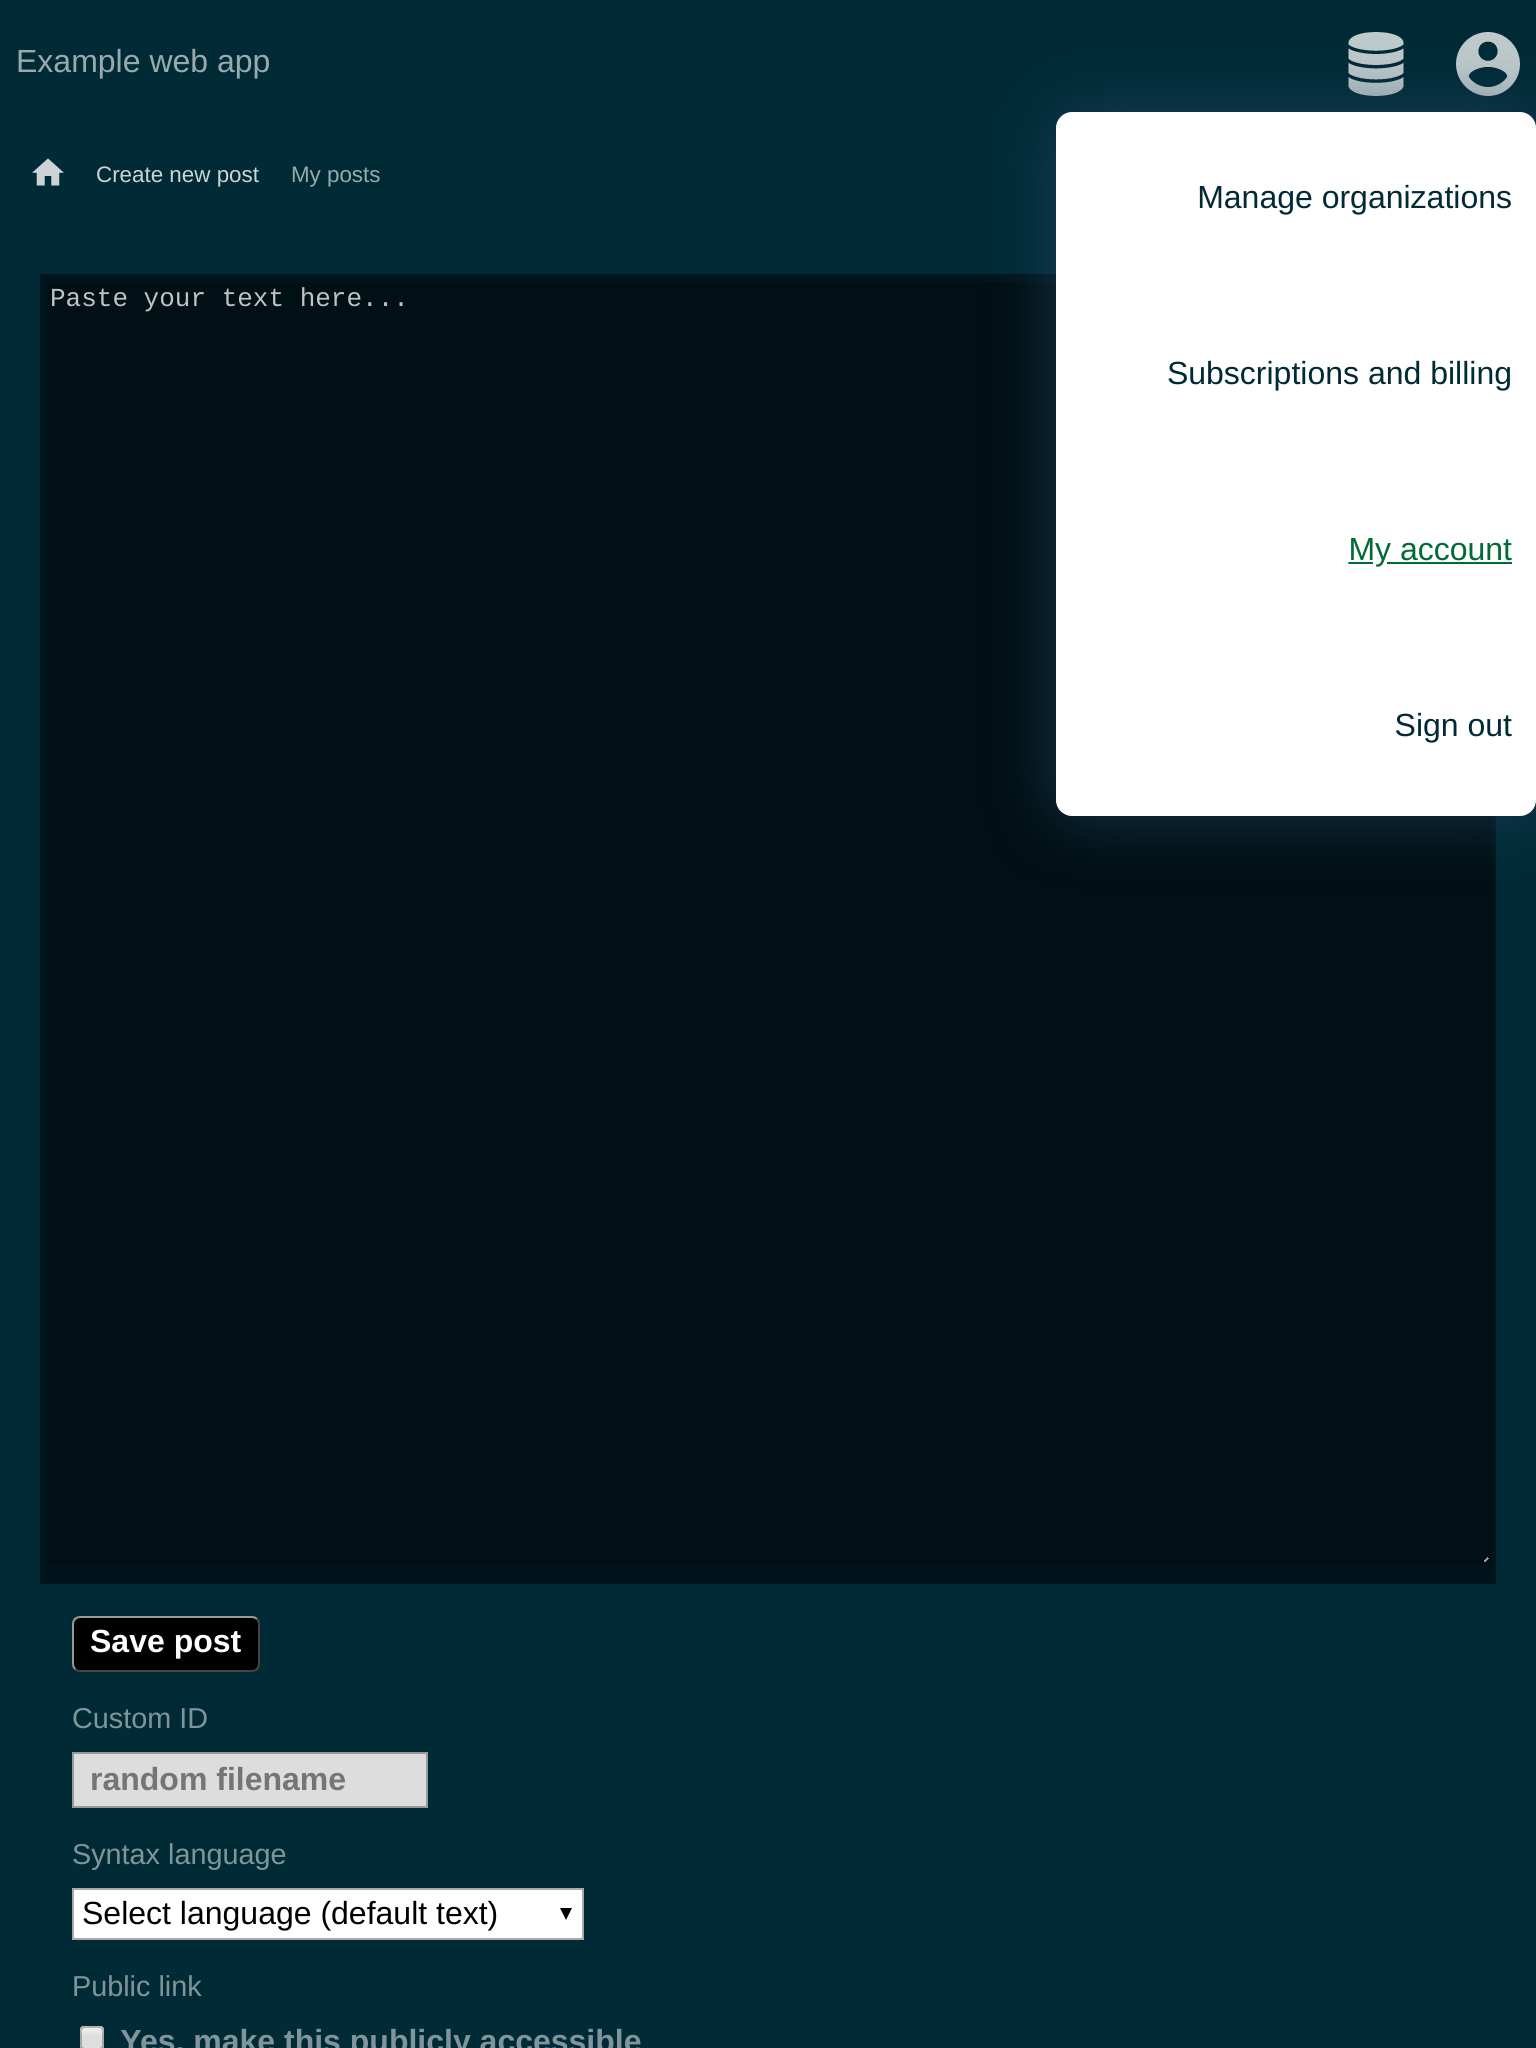 Example web app
Create new post
My posts
Manage organizations
Subscriptions and billing
My account
Sign out
Paste your text here...
Save post
Custom ID
random filename
Syntax language
Select language (default text)
Public link
Yes, make this publicly accessible